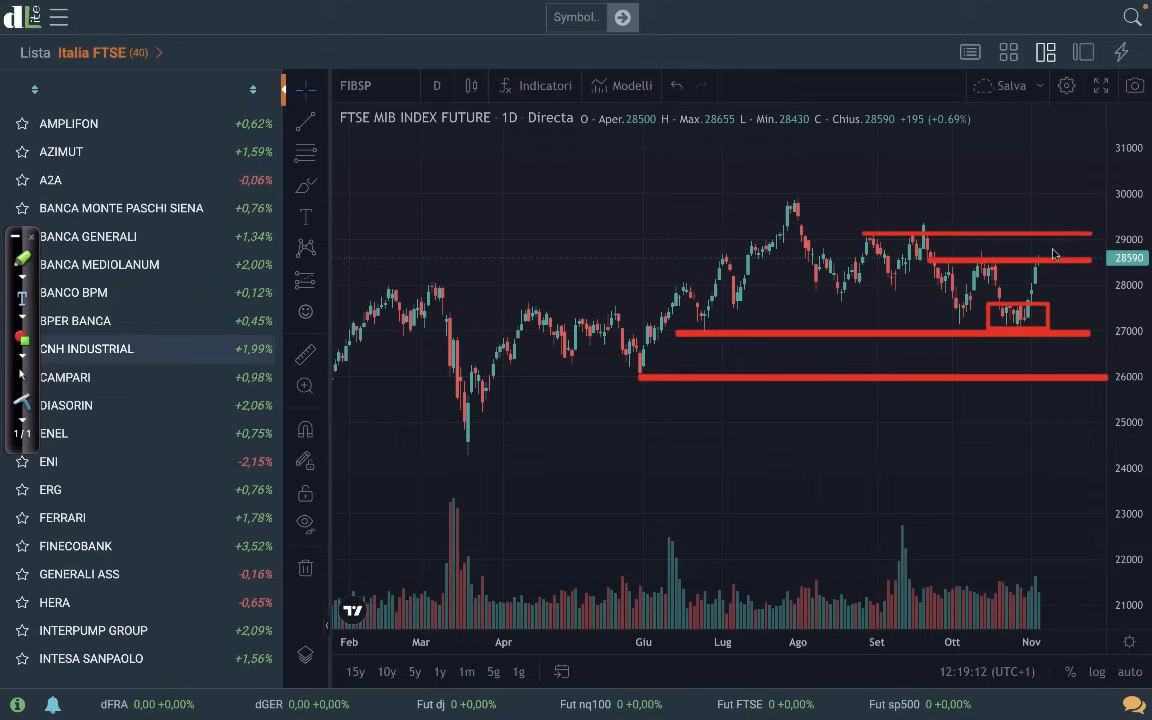 dLite
Symbol..
Lista Italia FTSE (40)
AMPLIFON +0,62%
AZIMUT +1,59%
A2A -0,06%
BANCA MONTE PASCHI SIENA +0,76%
BANCA GENERALI +1,34%
BANCA MEDIOLANUM +2,00%
BANCO BPM +0,12%
BPER BANCA +0,45%
CNH INDUSTRIAL +1,99%
CAMPARI +0,98%
DIASORIN +2,06%
ENEL +0,75%
ENI -2,15%
ERG +0,76%
FERRARI +1,78%
FINECOBANK +3,52%
GENERALI ASS -0,16%
HERA -0,65%
INTERPUMP GROUP +2,09%
INTESA SANPAOLO +1,56%
T
1/1
FIBSP D Indicatori Modelli Salva
FTSE MIB INDEX FUTURE · 1D · Directa O - Aper.28500 H - Max.28655 L - Min.28430 C - Chius.28590 +195 (+0.69%)
31000
30000
29000
28590
28000
27000
26000
25000
24000
23000
22000
21000
Feb Mar Apr Giu Lug Ago Set Ott Nov
15y 10y 5y 1y 1m 5g 1g 12:19:12 (UTC+1) % log auto
dFRA 0,00 +0,00% dGER 0,00 +0,00% Fut dj 0 +0,00% Fut nq100 0 +0,00% Fut FTSE 0 +0,00% Fut sp500 0 +0,00%